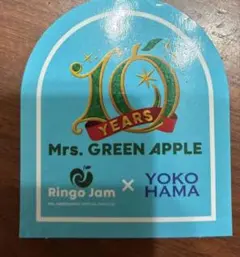 10
YEARS
Mrs. GREEN APPLE
Ringo Jam × YOKO
HAMA